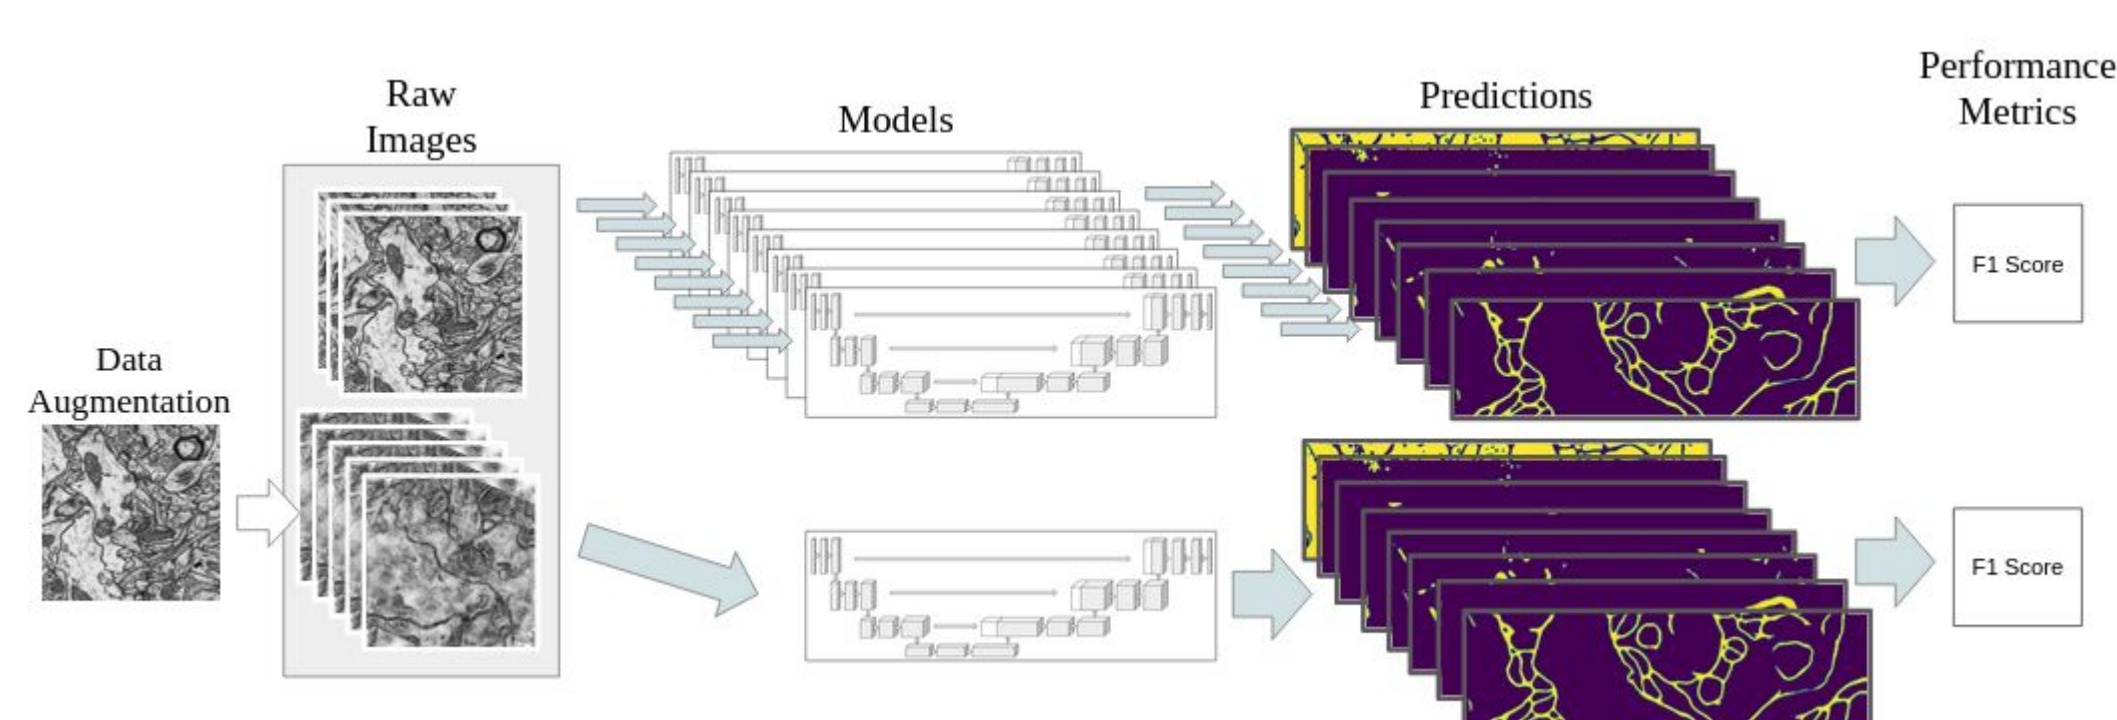 Data
Augmentation
Raw
Images
Models
Predictions
Performance
Metrics
F1 Score
F1 Score